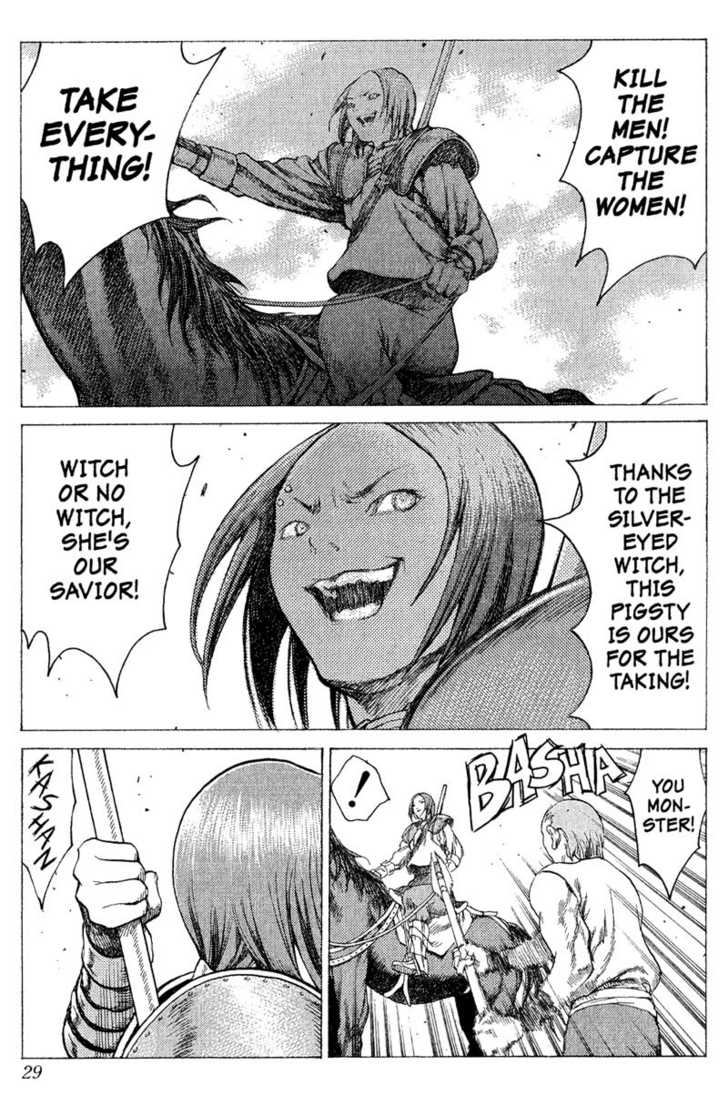 KILL
THE
MEN!
CAPTURE
THE
WOMEN!
TAKE
EVERY-
THING!
THANKS
TO THE
SILVER-
EYED
WITCH,
THIS
PIGSTY
IS OURS
FOR THE
TAKING!
WITCH
OR NO
WITCH,
SHE'S
OUR
SAVIOR!
YOU
MON-
STER!
BASHA
!
KASHAN
29